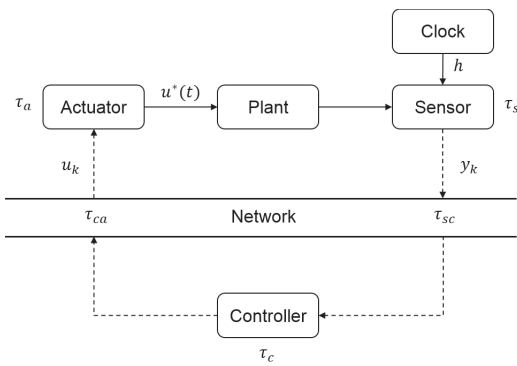 Clock
h
τ_a Actuator u*(t) Plant Sensor τ_s
u_k y_k
τ_ca Network τ_sc
Controller
τ_c